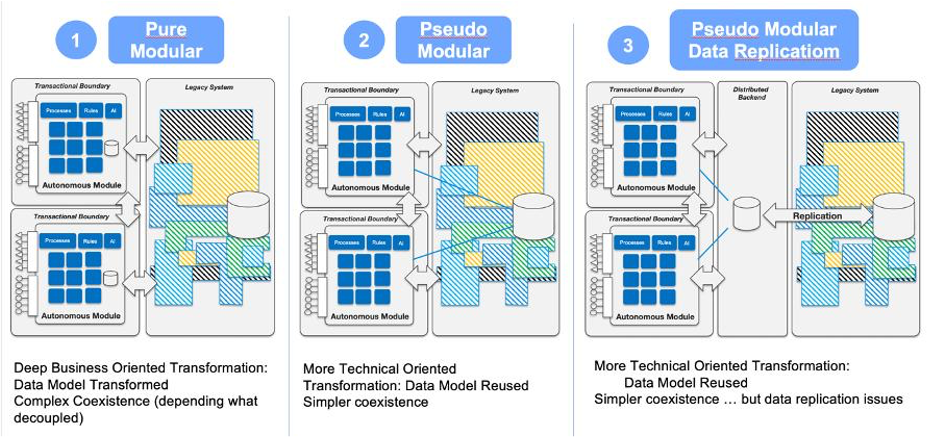 1
Pure
Modular
Transactional Boundary
Legacy System
Processes
Rules
AI
Autonomous Module
Transactional Boundary
Processes
Rules
AI
Autonomous Module
Deep Business Oriented Transformation:
Data Model Transformed
Complex Coexistence (depending what
decoupled)
2
Pseudo
Modular
Transactional Boundary
Legacy System
Processes
Rules
AI
Autonomous Module
Transactional Boundary
Processes
Rules
AI
Autonomous Module
More Technical Oriented
Transformation: Data Model Reused
Simpler coexistence
3
Pseudo Modular
Data Replicatiom
Transactional Boundary
Distributed
Backend
Legacy System
Processes
Rules
AI
Autonomous Module
Replication
Transactional Boundary
Processes
Rules
AI
Autonomous Module
More Technical Oriented Transformation:
Data Model Reused
Simpler coexistence … but data replication issues